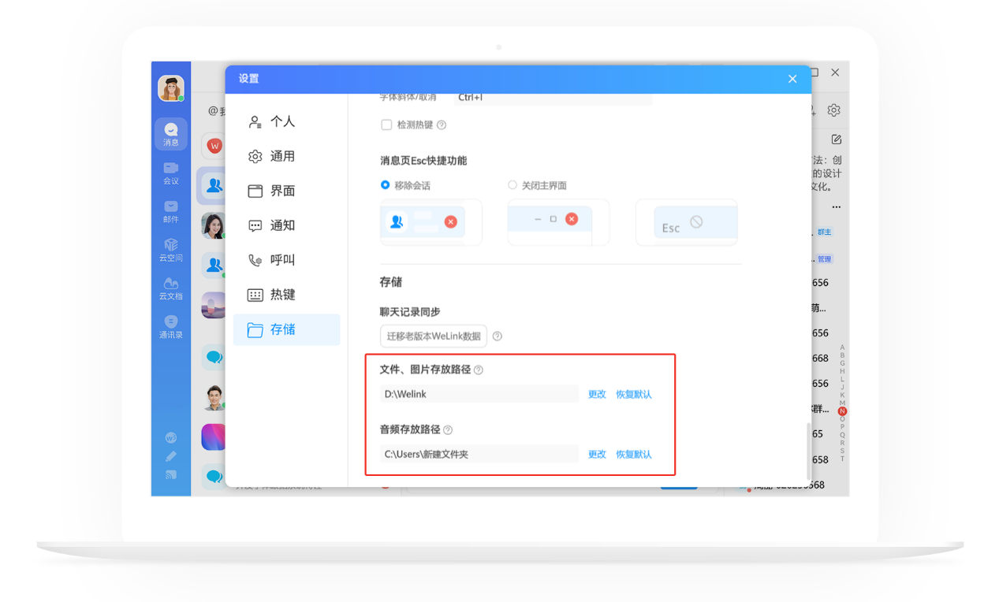 设置
消息
会议
邮件
云空间
云文档
通讯录
@我
W
个人
通用
界面
通知
呼叫
热键
存储
字体斜体/取消 Ctrl+I
检测热键
消息页Esc快捷功能
移除会话 关闭主界面
Esc
存储
聊天记录同步
迁移老版本WeLink数据
文件、图片存放路径
D:\Welink 更改 恢复默认
音频存放路径
C:\Users\新建文件夹 更改 恢复默认
法：创
的设计
文化。
群主
管理
656
萌...
656
668
656
群...
65
658
A
B
G
H
L
J
K
M
N
O
P
Q
R
S
T